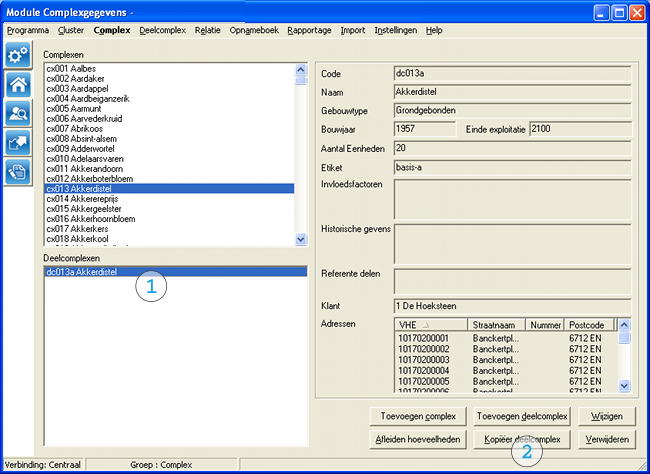 Module Complexgegevens -
Programma Cluster Complex Deelcomplex Relatie Opnameboek Rapportage Import Instellingen Help
Complexen
cx001 Aalbes
cx002 Aardaker
cx003 Aardappel
cx004 Aardbeiganzerik
cx005 Aarmunt
cx006 Aarvederkruid
cx007 Abrikoos
cx008 Absint-alsem
cx009 Adderwortel
cx010 Adelaarsvaren
cx011 Akkerandoorn
cx012 Akkerboterbloem
cx013 Akkerdistel
cx014 Akkerereprijs
cx015 Akkergeelster
cx016 Akkerhoornbloem
cx017 Akkerkers
cx018 Akkerkool
Deelcomplexen
dc013a Akkerdistel
1
Code dc013a
Naam Akkerdistel
Gebouwtype Grondgebonden
Bouwjaar 1957 Einde exploitatie 2100
Aantal Eenheden 20
Etiket basis-a
Invloedsfactoren
Historische gevens
Referente delen
Klant 1 De Hoeksteen
Adressen
VHE Straatnaam Nummer Postcode
10170200001 Banckertpl... 6712 EN
10170200002 Banckertpl... 6712 EN
10170200003 Banckertpl... 6712 EN
10170200004 Banckertpl... 6712 EN
10170200005 Banckertpl... 6712 EN
10170200006 Banckertpl... 6712 EN
Toevoegen complex Toevoegen deelcomplex Wijzigen
Afleiden hoeveelheden Kopiëer deelcomplex Verwijderen
2
Verbinding: Centraal Groep : Complex